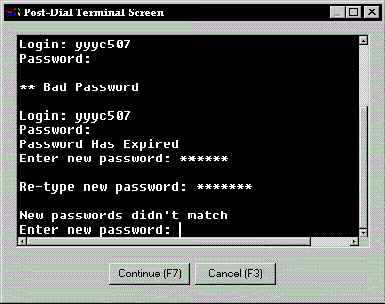 Post-Dial Terminal Screen
Login: yyyc507
Password:
** Bad Password
Login: yyyc507
Password:
Password Has Expired
Enter new password: ******
Re-type new password: *******
New passwords didn't match
Enter new password:
Continue (F7) Cancel (F3)